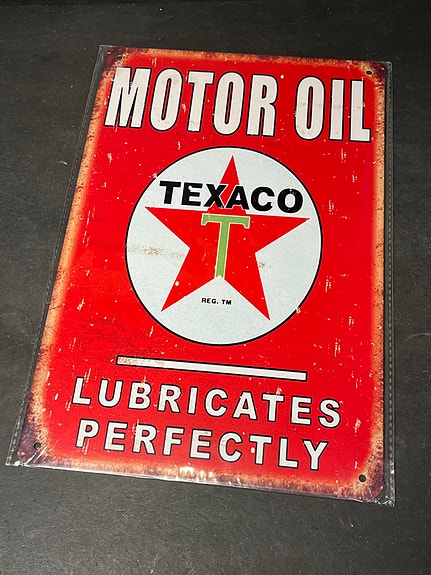 MOTOR OIL
TEXACO
T
REG. TM
LUBRICATES
PERFECTLY